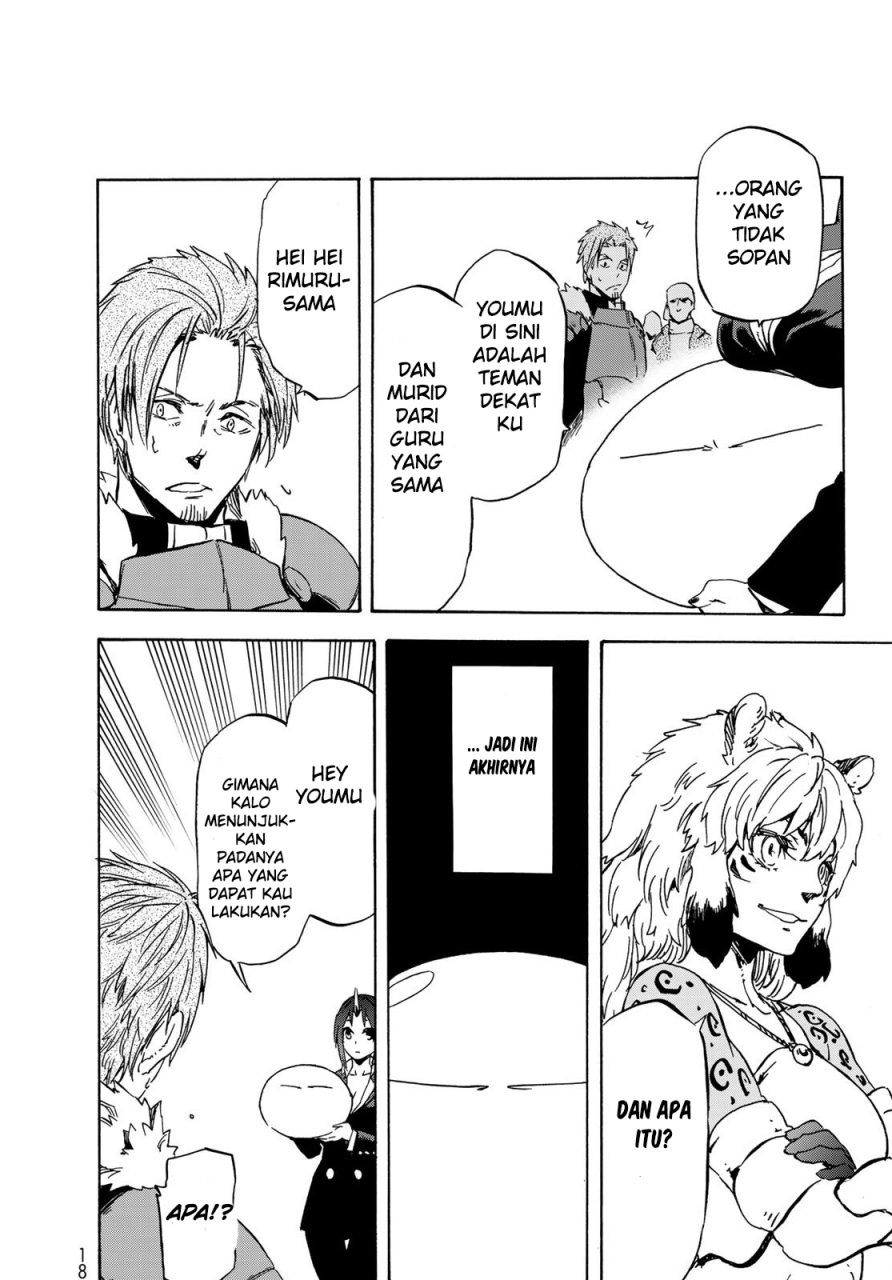 ...ORANG
YANG
TIDAK
SOPAN
YOUMU
DI SINI
ADALAH
TEMAN
DEKAT
KU
DAN
MURID
DARI
GURU
YANG
SAMA
HEI HEI
RIMURU-
SAMA
DAN APA
ITU?
... JADI INI
AKHIRNYA
HEY
YOUMU
GIMANA
KALO
MENUNJUK-
KAN
PADANYA
APA YANG
DAPAT KAU
LAKUKAN?
APA!?
18